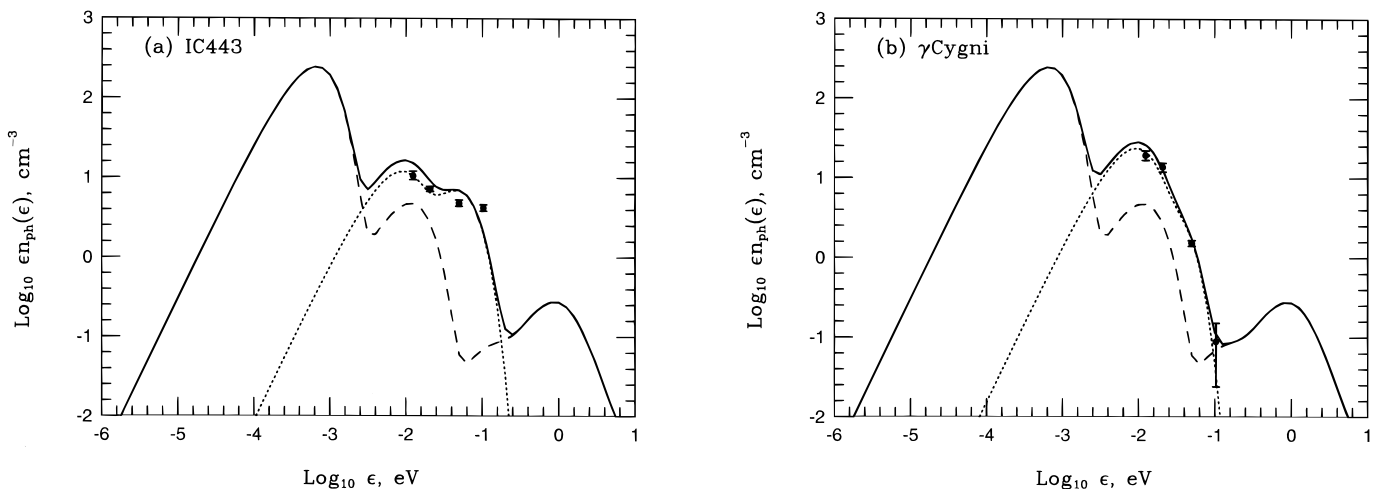 (a) IC443
3
2
1
0
-1
-2
-6 -5 -4 -3 -2 -1 0 1
Log₁₀ ϵn_ph(ϵ), cm⁻³
Log₁₀ ϵ, eV
(b) γCygni
3
2
1
0
-1
-2
-6 -5 -4 -3 -2 -1 0 1
Log₁₀ ϵn_ph(ϵ), cm⁻³
Log₁₀ ϵ, eV